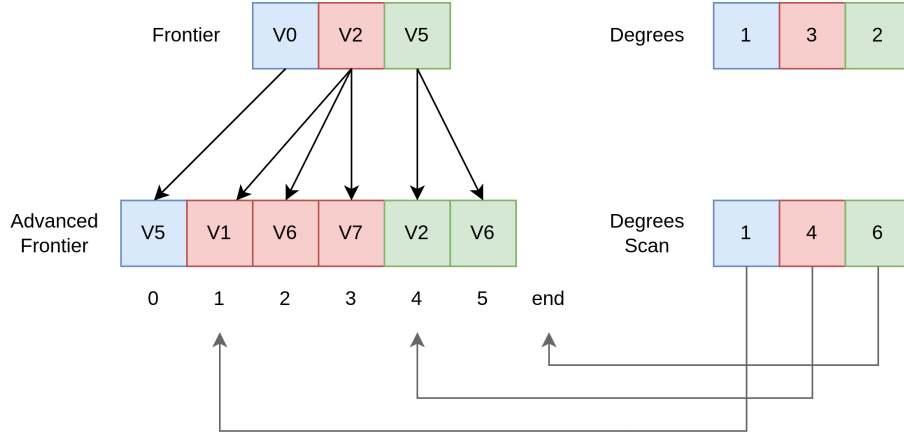 Frontier V0 V2 V5
Degrees 1 3 2
Advanced
Frontier
V5 V1 V6 V7 V2 V6
Degrees
Scan
1 4 6
0 1 2 3 4 5 end